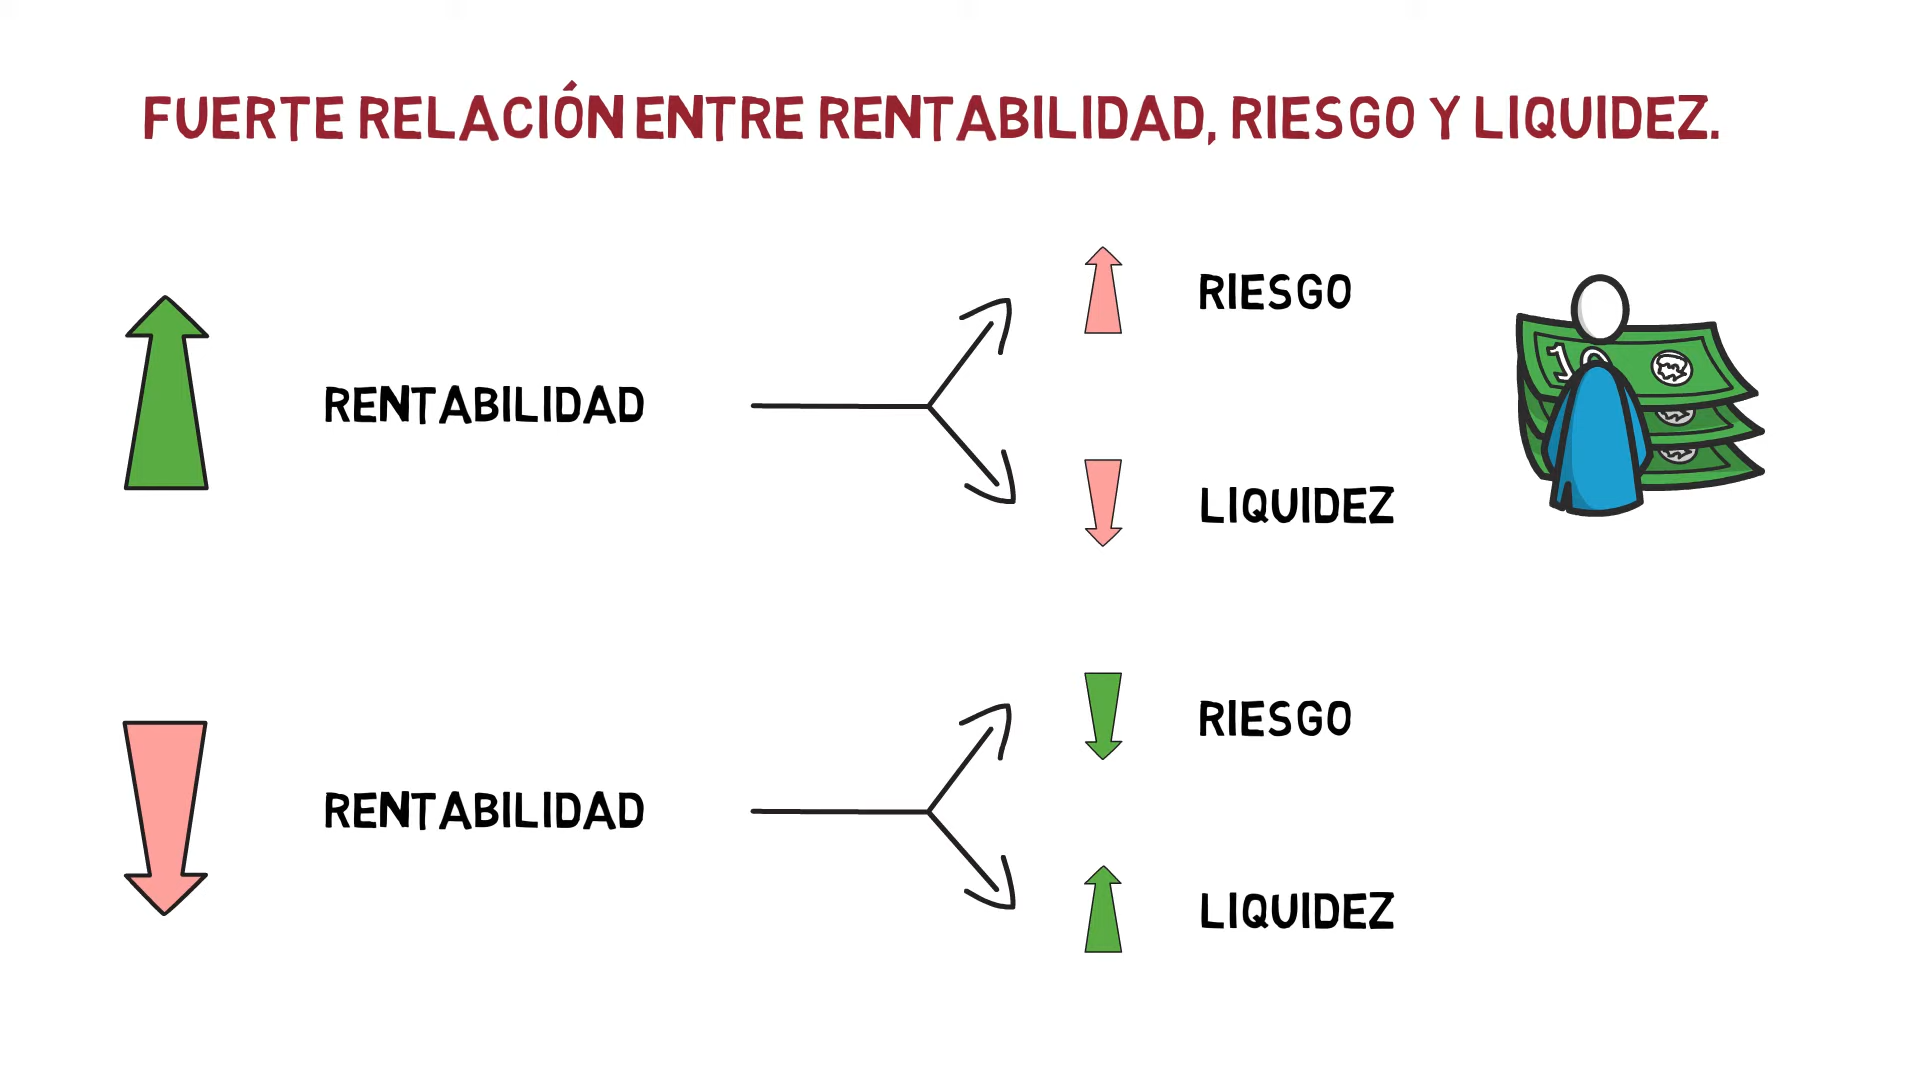 FUERTE RELACIÓN ENTRE RENTABILIDAD, RIESGO Y LIQUIDEZ.
RIESGO
RENTABILIDAD
LIQUIDEZ
RIESGO
RENTABILIDAD
LIQUIDEZ